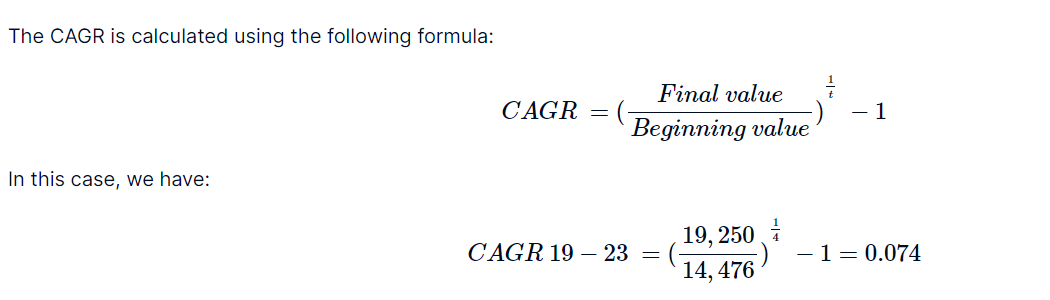 The CAGR is calculated using the following formula:
CAGR = (Final value / Beginning value)^(1/t) − 1
In this case, we have:
CAGR 19 − 23 = (19, 250 / 14, 476)^(1/4) − 1 = 0.074